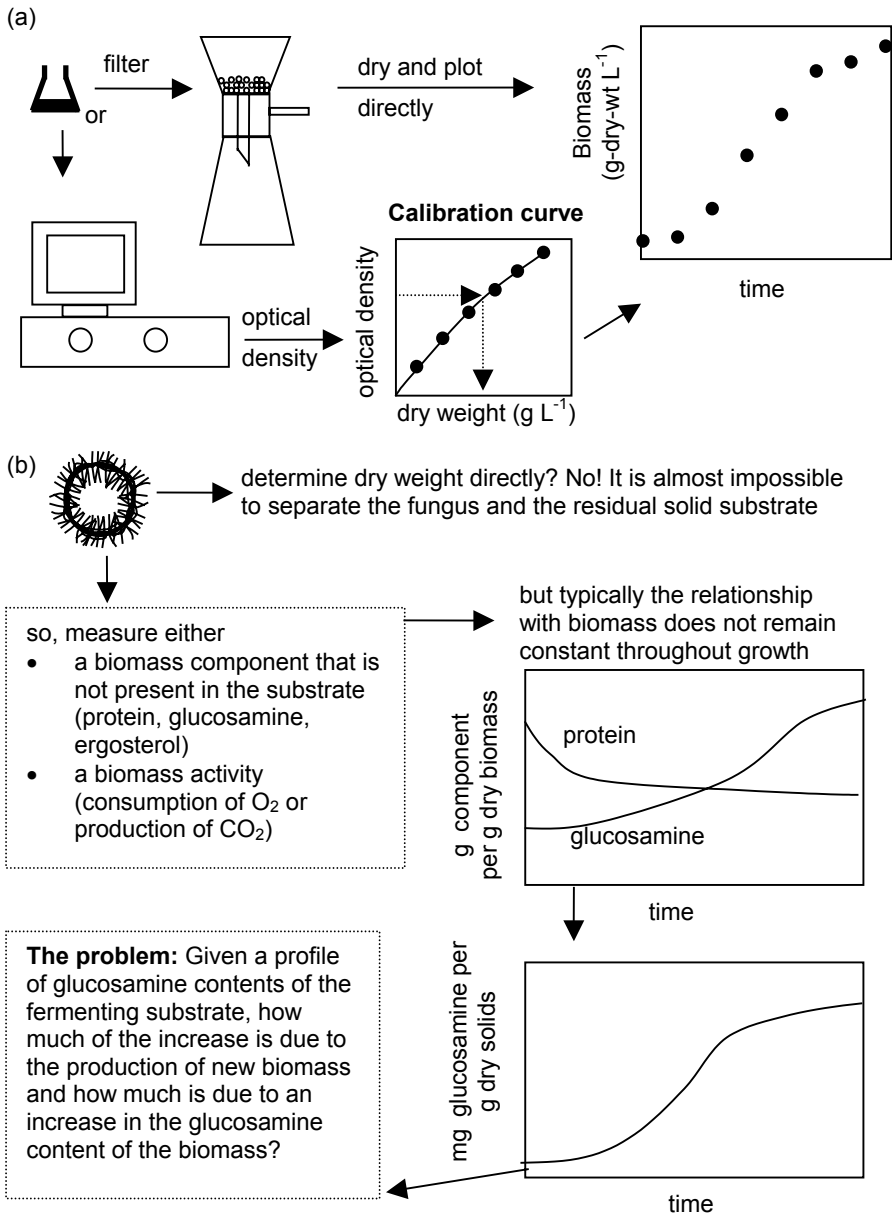 (a)
filter
or
dry and plot
directly
Biomass
(g-dry-wt L⁻¹)
time
optical
density
Calibration curve
optical density
dry weight (g L⁻¹)
(b)
determine dry weight directly? No! It is almost impossible
to separate the fungus and the residual solid substrate
so, measure either
• a biomass component that is
not present in the substrate
(protein, glucosamine,
ergosterol)
• a biomass activity
(consumption of O₂ or
production of CO₂)
but typically the relationship
with biomass does not remain
constant throughout growth
g component
per g dry biomass
protein
glucosamine
time
The problem: Given a profile
of glucosamine contents of the
fermenting substrate, how
much of the increase is due to
the production of new biomass
and how much is due to an
increase in the glucosamine
content of the biomass?
mg glucosamine per
g dry solids
time